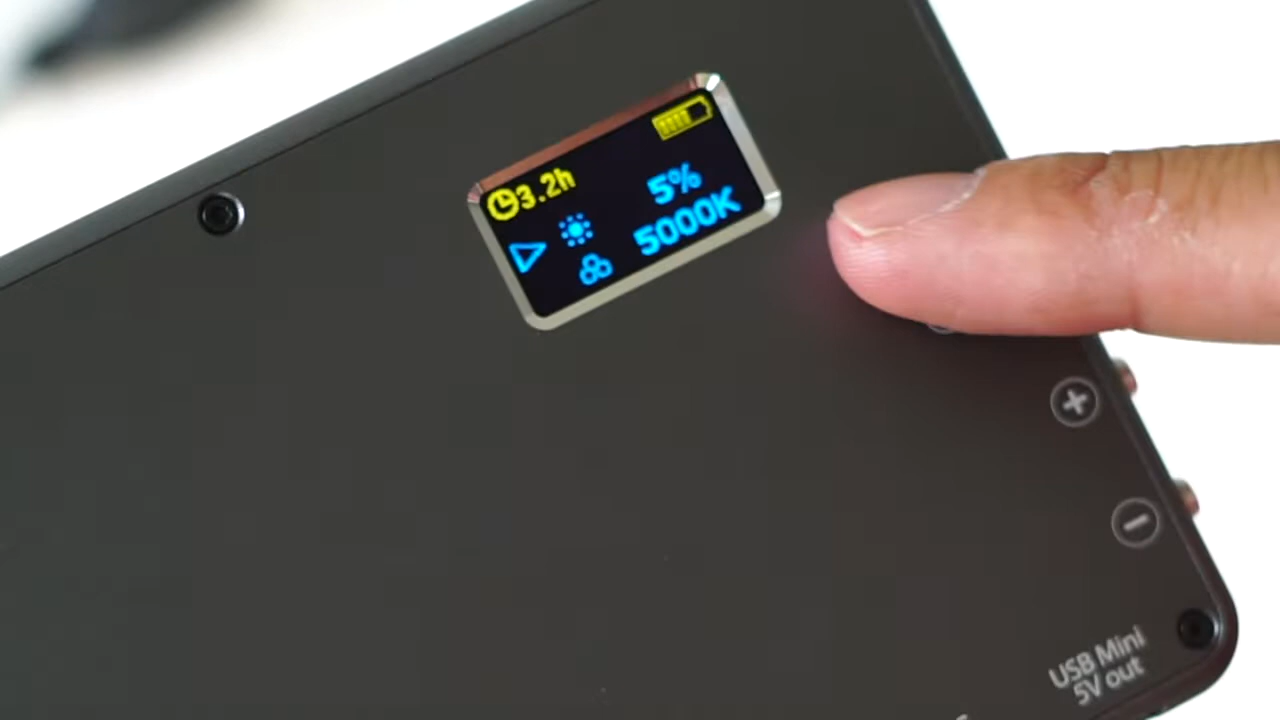 3.2h
5%
5000K
+
−
USB Mini
5V out